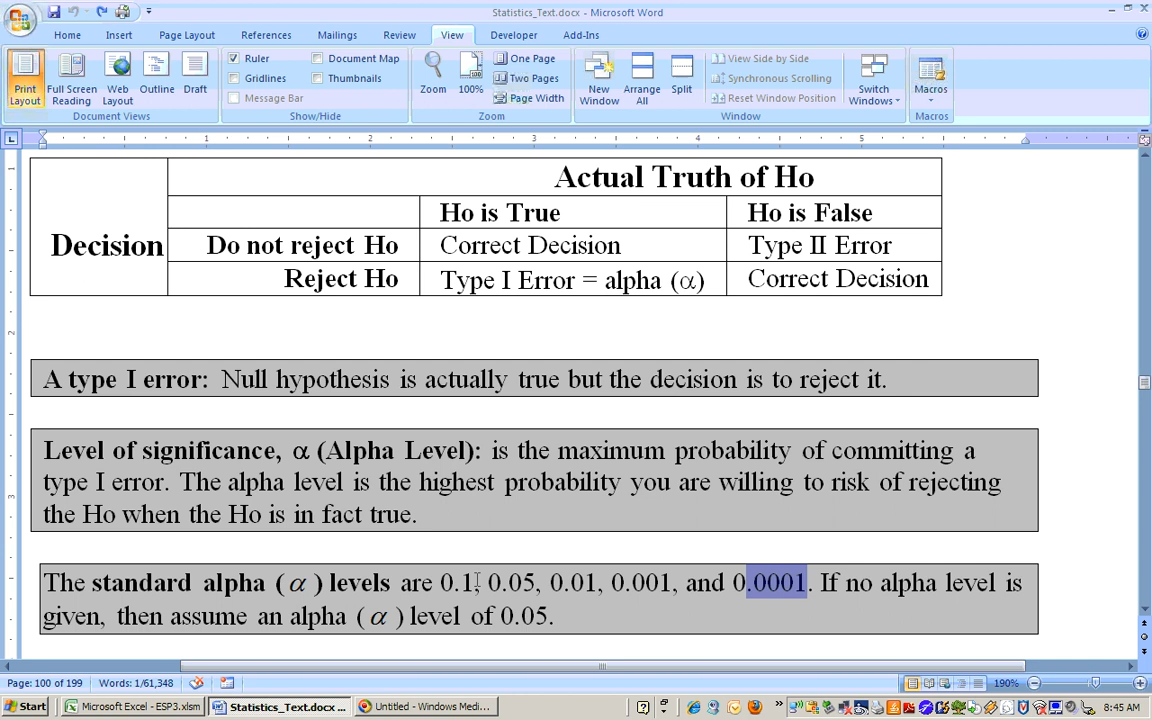 Statistics_Text.docx - Microsoft Word
Home Insert Page Layout References Mailings Review View Developer Add-Ins
Print Layout
Full Screen Reading
Web Layout
Outline
Draft
Document Views
Ruler
Gridlines
Message Bar
Document Map
Thumbnails
Show/Hide
Zoom
100%
One Page
Two Pages
Page Width
Zoom
New Window
Arrange All
Split
View Side by Side
Synchronous Scrolling
Reset Window Position
Window
Switch Windows
Macros
Macros
1 2 3 4 5
Actual Truth of Ho
Ho is True Ho is False
Decision Do not reject Ho Correct Decision Type II Error
Reject Ho Type I Error = alpha (α) Correct Decision
A type I error: Null hypothesis is actually true but the decision is to reject it.
Level of significance, α (Alpha Level): is the maximum probability of committing a
type I error. The alpha level is the highest probability you are willing to risk of rejecting
the Ho when the Ho is in fact true.
The standard alpha (α) levels are 0.1, 0.05, 0.01, 0.001, and 0.0001. If no alpha level is
given, then assume an alpha (α) level of 0.05.
Page: 100 of 199 Words: 1/61,348 190%
Start Microsoft Excel - ESP3.xlsm Statistics_Text.docx ... Untitled - Windows Medi... 8:45 AM